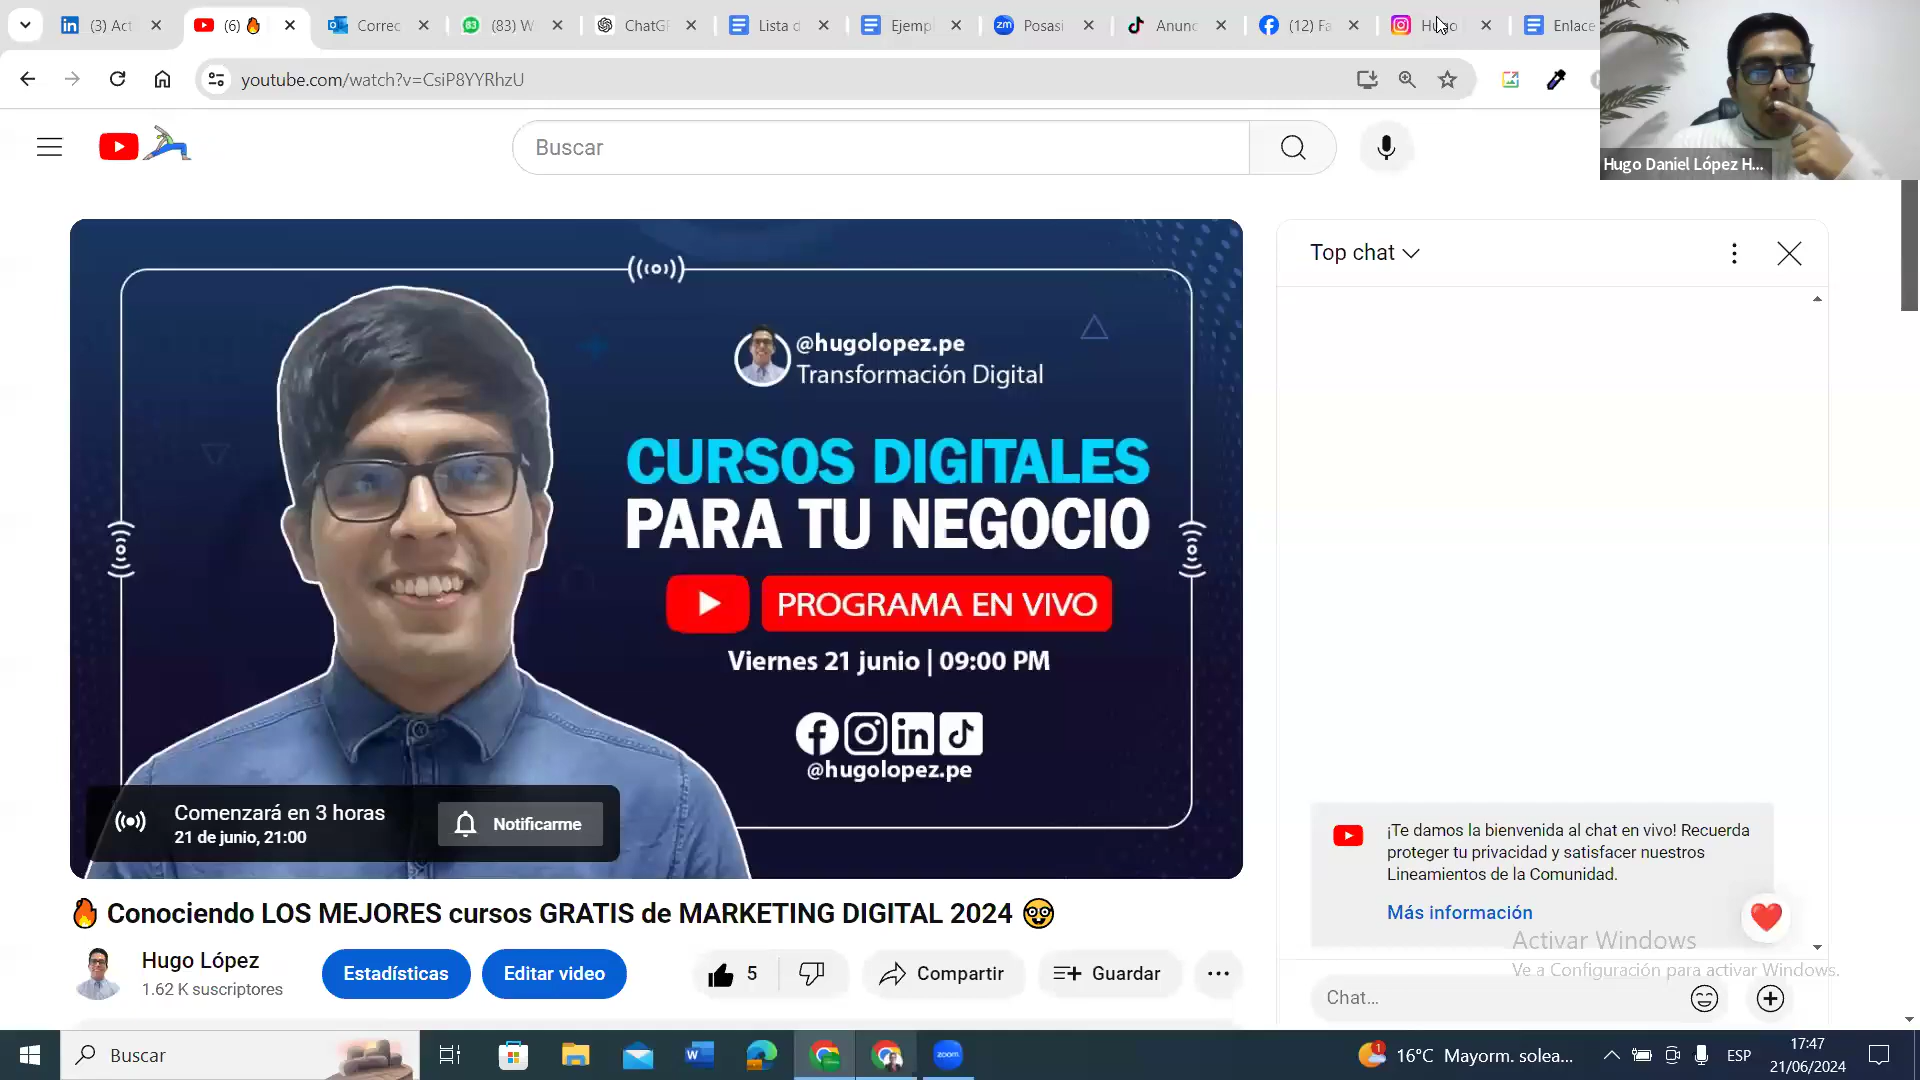 (3) Act
(6) 🔥
Correc
(83) W
ChatGP
Lista d
Ejemp
Posasi
Anunc
(12) Fa
Hugo
Enlace
youtube.com/watch?v=CsiP8YYRhzU
Hugo Daniel López H...
Buscar
Top chat
@hugolopez.pe
Transformación Digital
CURSOS DIGITALES
PARA TU NEGOCIO
PROGRAMA EN VIVO
Viernes 21 junio | 09:00 PM
@hugolopez.pe
Comenzará en 3 horas
21 de junio, 21:00
Notificarme
¡Te damos la bienvenida al chat en vivo! Recuerda
proteger tu privacidad y satisfacer nuestros
Lineamientos de la Comunidad.
Más información
🔥 Conociendo LOS MEJORES cursos GRATIS de MARKETING DIGITAL 2024 🤓
Hugo López
1.62 K suscriptores
Estadísticas
Editar video
5
Compartir
Guardar
Activar Windows
Ve a Configuración para activar Windows.
Chat...
Buscar
zoom
1
16°C Mayorm. solea...
ESP
17:47
21/06/2024